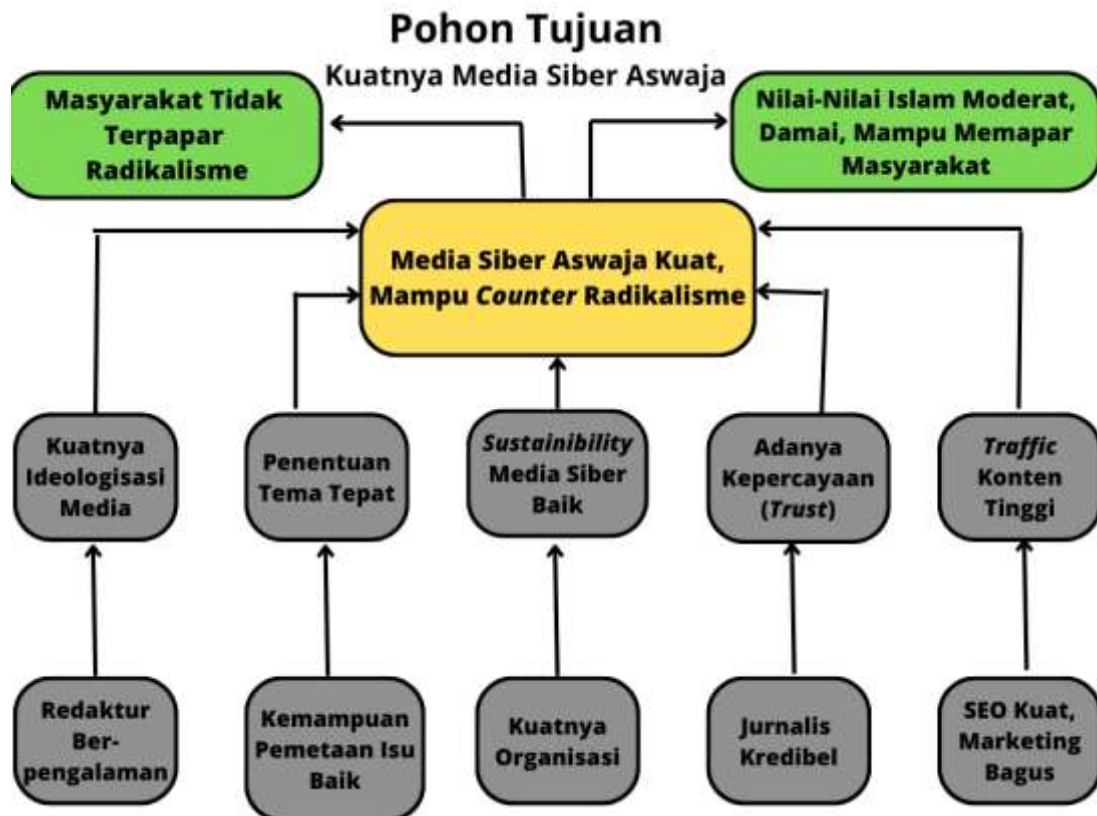 Pohon Tujuan
Kuatnya Media Siber Aswaja
Masyarakat Tidak
Terpapar
Radikalisme
Nilai-Nilai Islam Moderat,
Damai, Mampu Memapar
Masyarakat
Media Siber Aswaja Kuat,
Mampu Counter Radikalisme
Kuatnya
Ideologisasi
Media
Penentuan
Tema Tepat
Sustainibility
Media Siber
Baik
Adanya
Kepercayaan
(Trust)
Traffic
Konten
Tinggi
Redaktur
Ber-
pengalaman
Kemampuan
Pemetaan Isu
Baik
Kuatnya
Organisasi
Jurnalis
Kredibel
SEO Kuat,
Marketing
Bagus